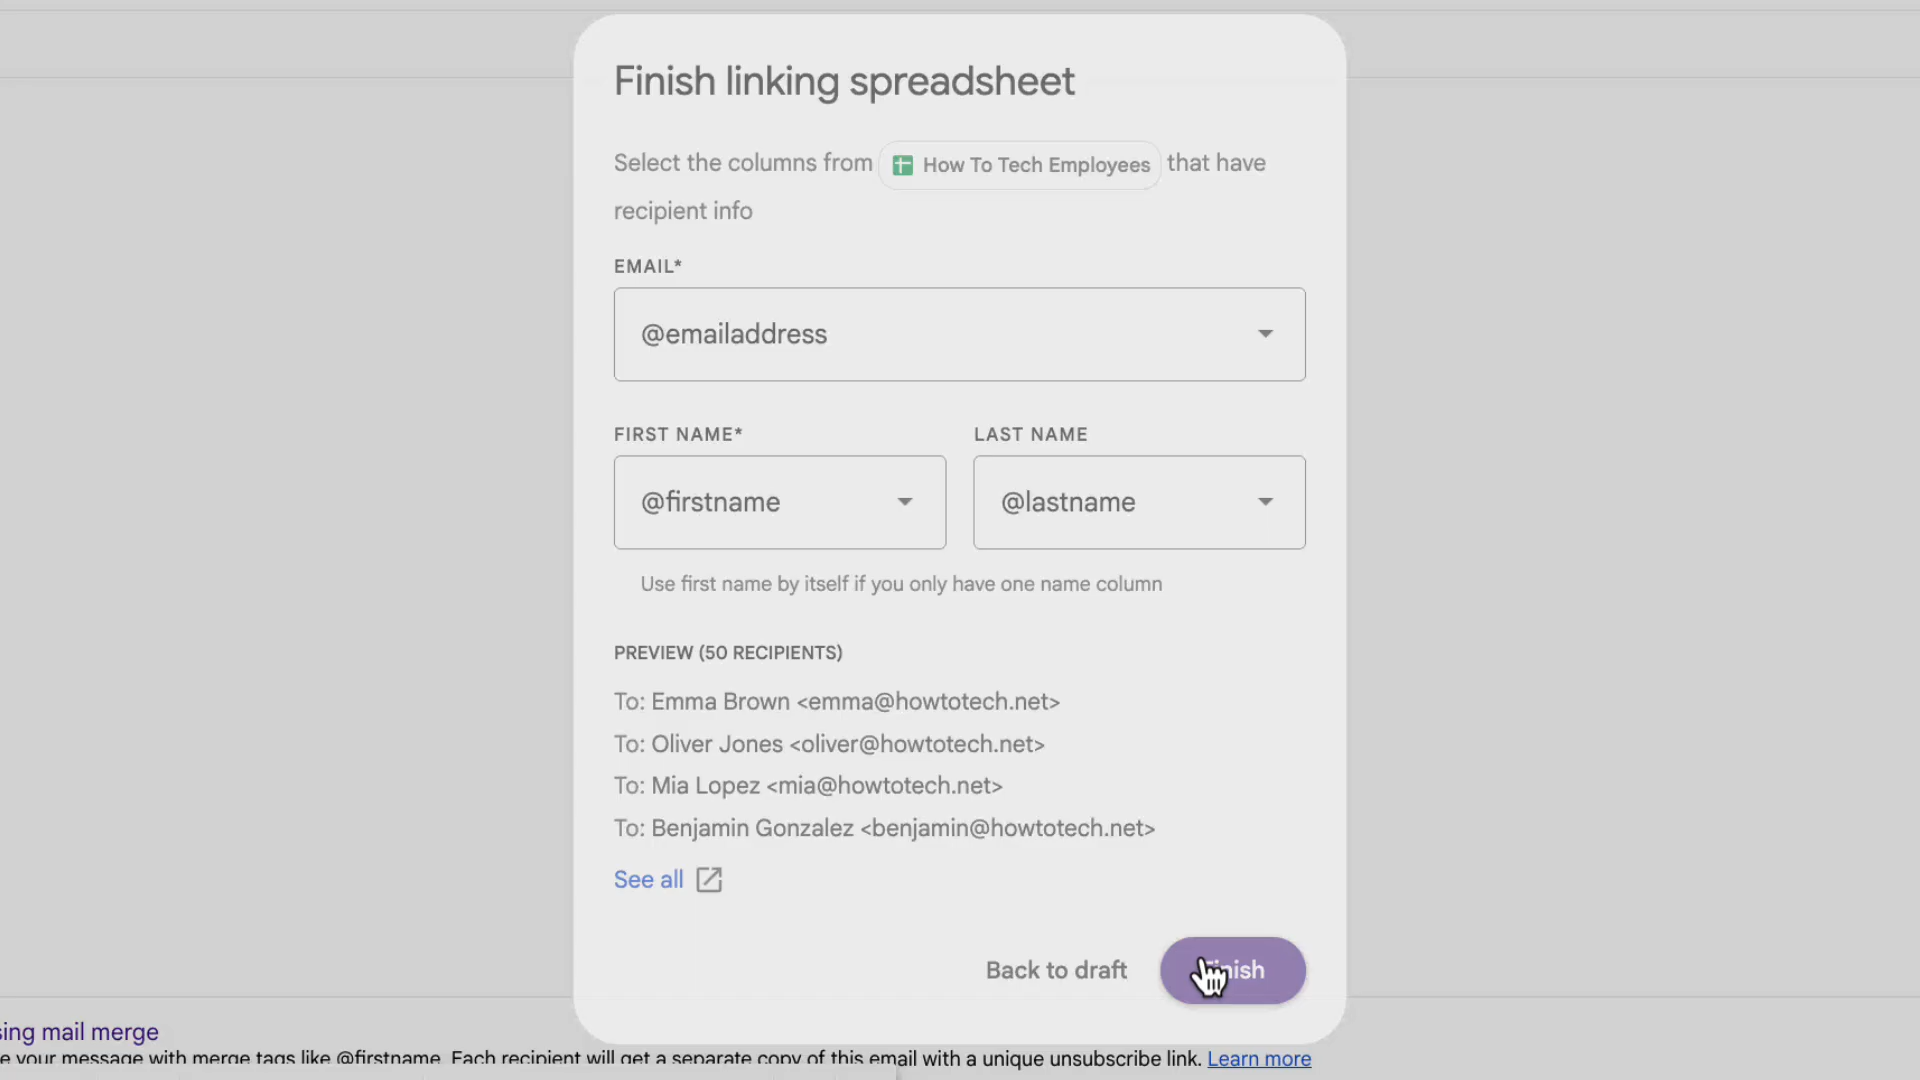 Finish linking spreadsheet
Select the columns from How To Tech Employees that have
recipient info
EMAIL*
@emailaddress
FIRST NAME* LAST NAME
@firstname @lastname
Use first name by itself if you only have one name column
PREVIEW (50 RECIPIENTS)
To: Emma Brown <emma@howtotech.net>
To: Oliver Jones <oliver@howtotech.net>
To: Mia Lopez <mia@howtotech.net>
To: Benjamin Gonzalez <benjamin@howtotech.net>
See all
Back to draft Finish
mail merge
your message with merge tags like @firstname. Each recipient will get a separate copy of this email with a unique unsubscribe link. Learn more